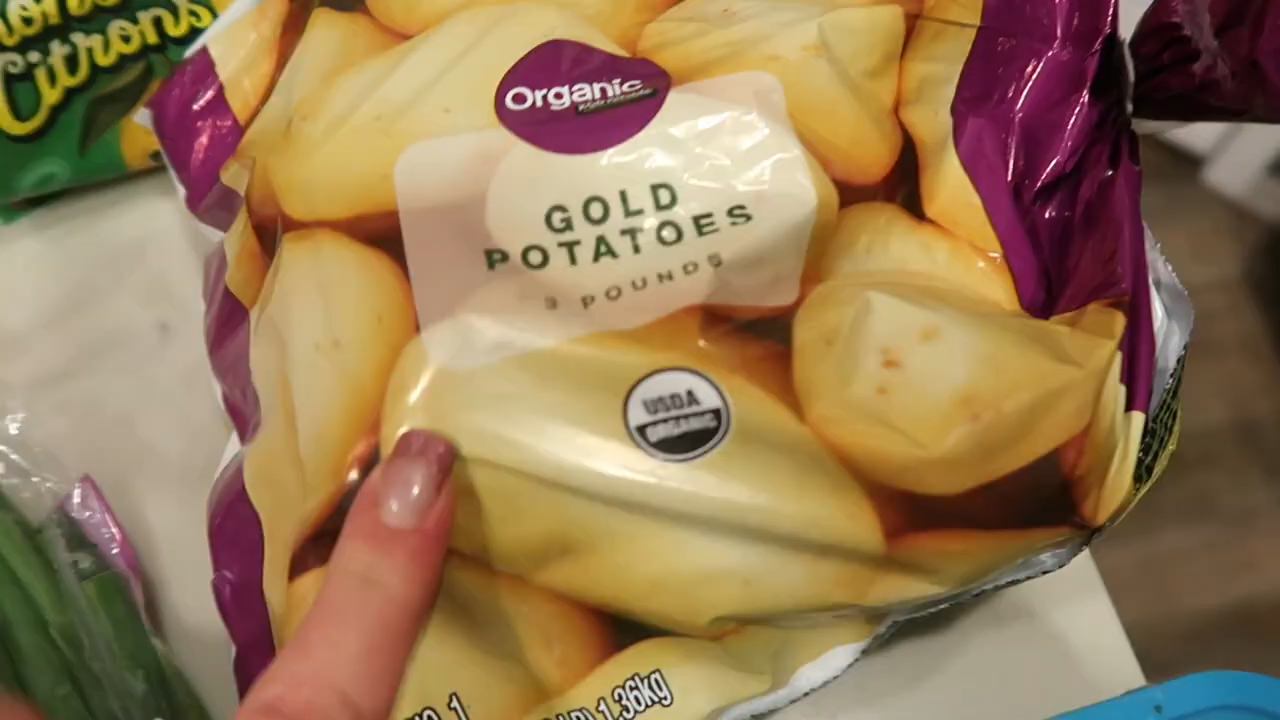 Citrons
Organic
GOLD
POTATOES
3 POUNDS
USDA
ORGANIC
1.36kg